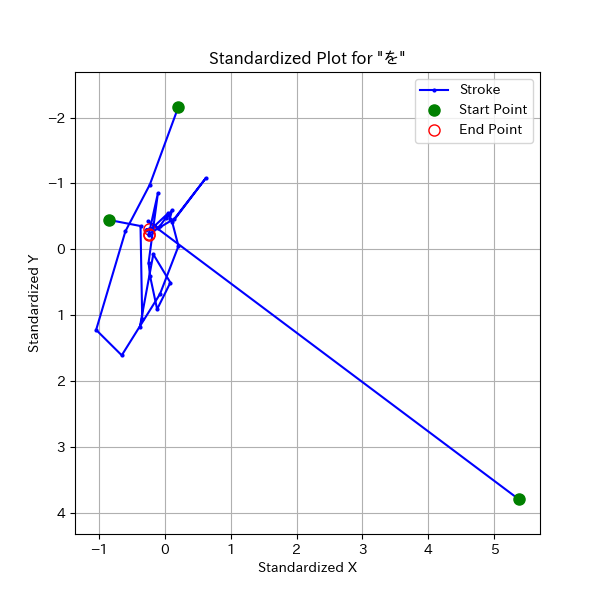 Standardized Plot for "を"
Stroke
Start Point
End Point
−2
−1
0
1
2
3
4
Standardized Y
−1 0 1 2 3 4 5
Standardized X